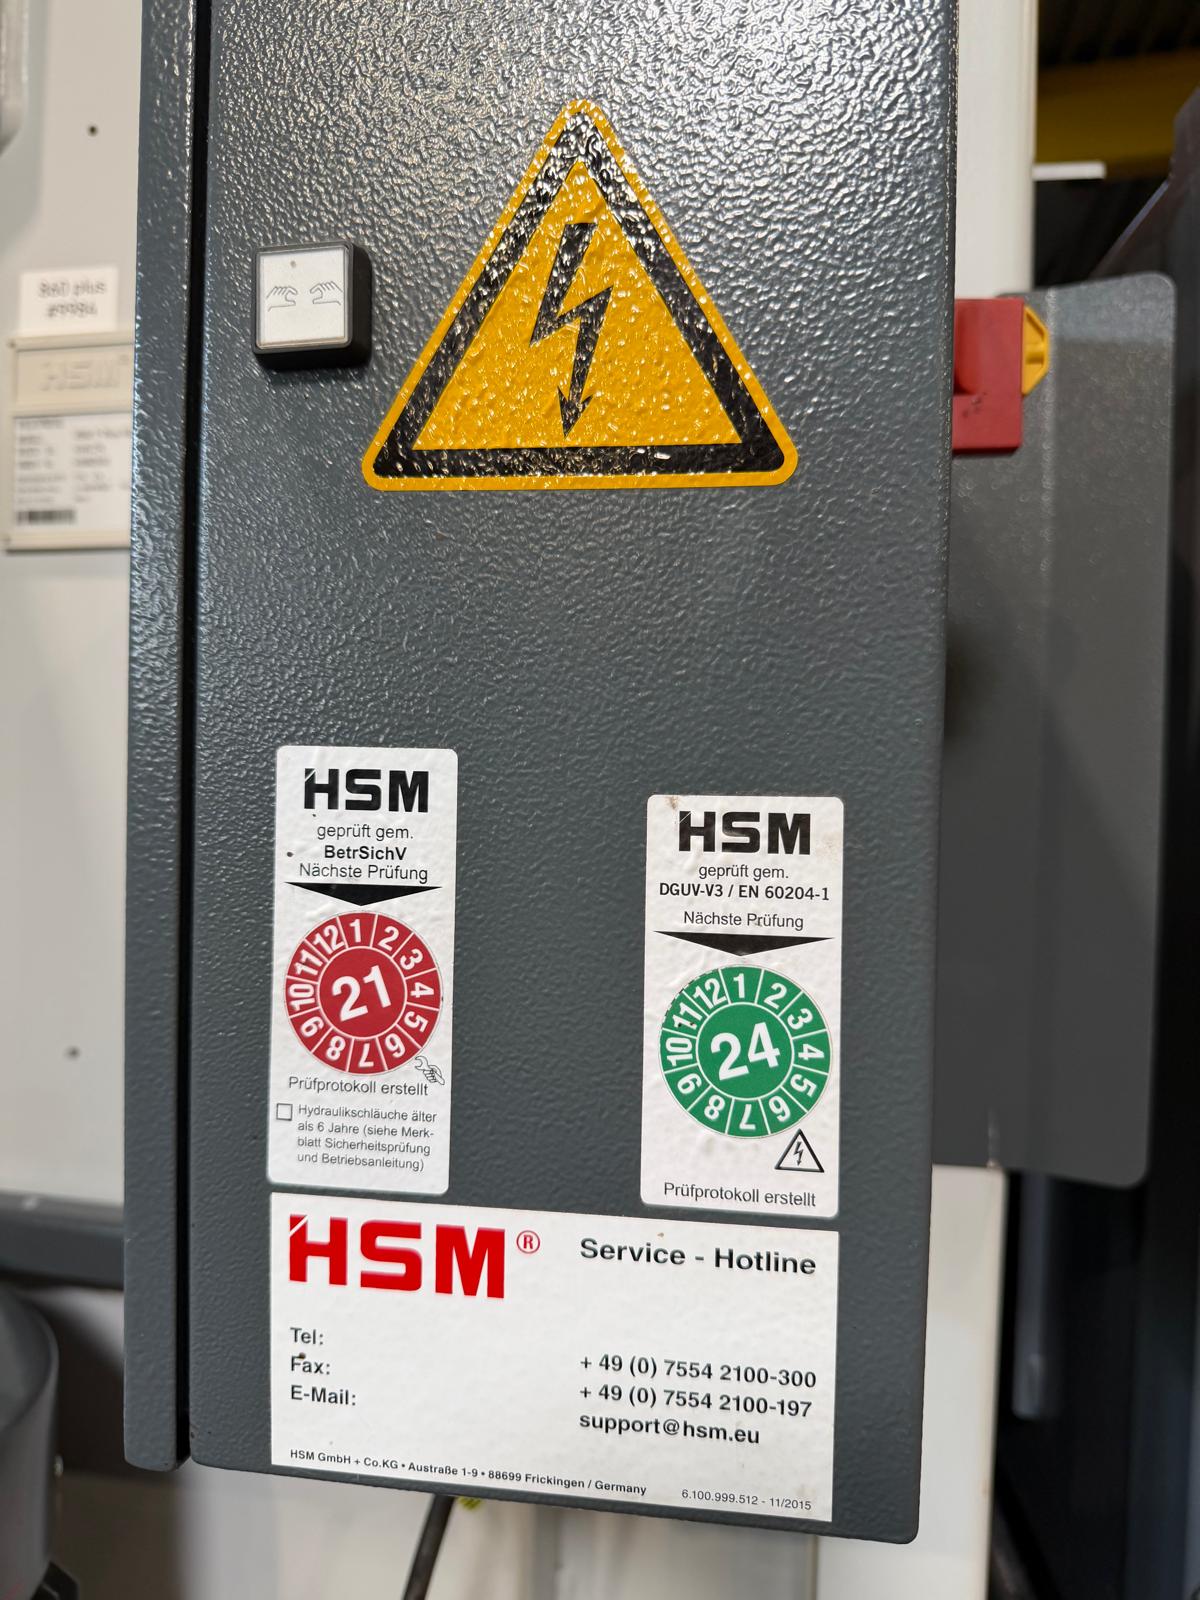 860 plus
#9984
HSM
HSM
geprüft gem.
BetrSichV
Nächste Prüfung
1 2 3 4 5 6 7 8 9 10 11 12
21
Prüfprotokoll erstellt
Hydraulikschläuche älter
als 6 Jahre (siehe Merk-
blatt Sicherheitsprüfung
und Betriebsanleitung)
HSM
geprüft gem.
DGUV-V3 / EN 60204-1
Nächste Prüfung
1 2 3 4 5 6 7 8 9 10 11 12
24
Prüfprotokoll erstellt
HSM®
Service - Hotline
Tel:
Fax:
E-Mail:
+ 49 (0) 7554 2100-300
+ 49 (0) 7554 2100-197
support@hsm.eu
HSM GmbH + Co.KG • Austraße 1-9 • 88699 Frickingen / Germany
6.100.999.512 - 11/2015